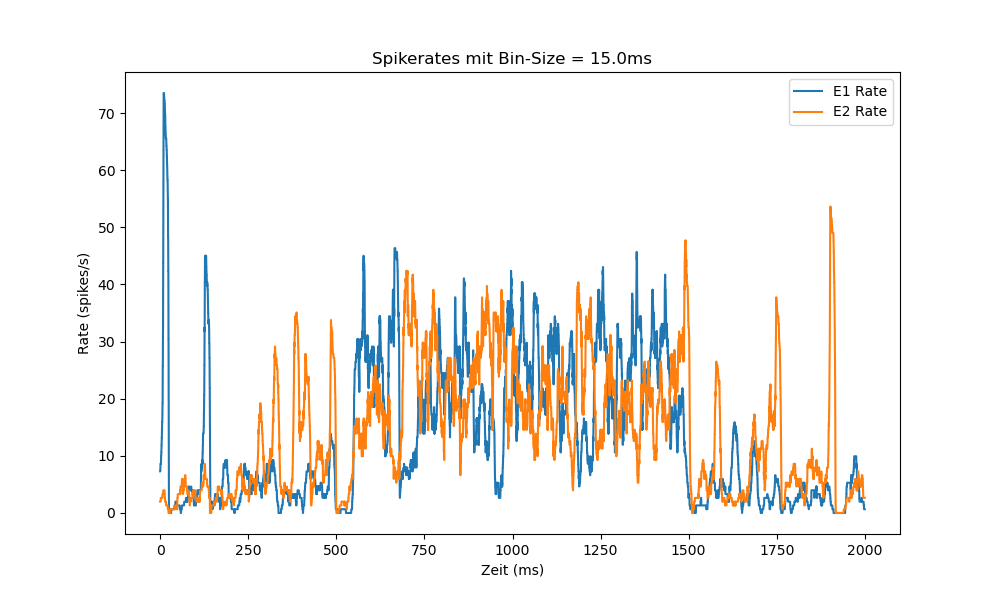 Spikerates mit Bin-Size = 15.0ms
E1 Rate
E2 Rate
70
60
50
40
30
20
10
0
Rate (spikes/s)
0 250 500 750 1000 1250 1500 1750 2000
Zeit (ms)